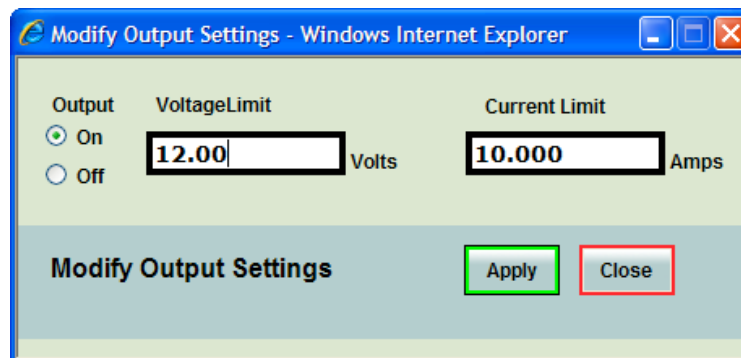 Modify Output Settings - Windows Internet Explorer
Output VoltageLimit Current Limit
On
12.00 Volts 10.000 Amps
Off
Modify Output Settings Apply Close